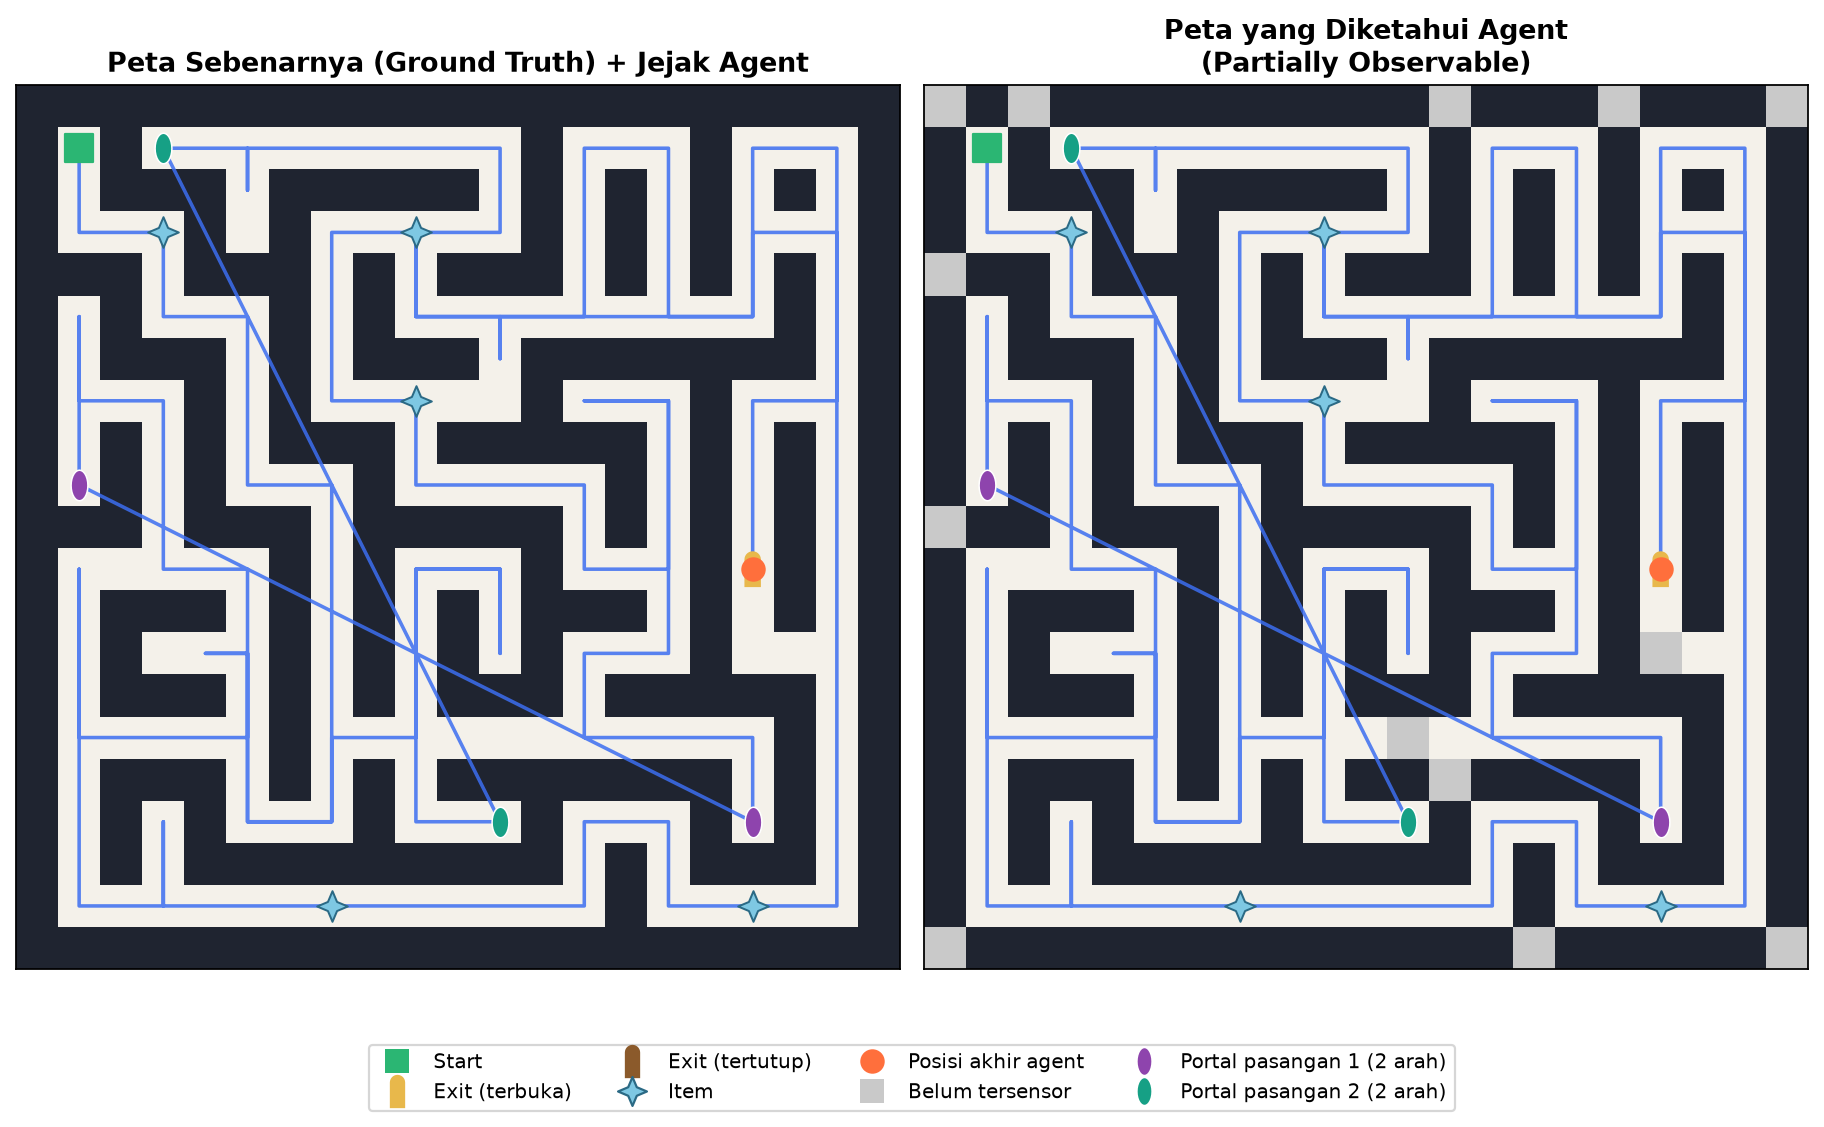 Peta Sebenarnya (Ground Truth) + Jejak Agent
Peta yang Diketahui Agent
(Partially Observable)
Start
Exit (terbuka)
Exit (tertutup)
Item
Posisi akhir agent
Belum tersensor
Portal pasangan 1 (2 arah)
Portal pasangan 2 (2 arah)